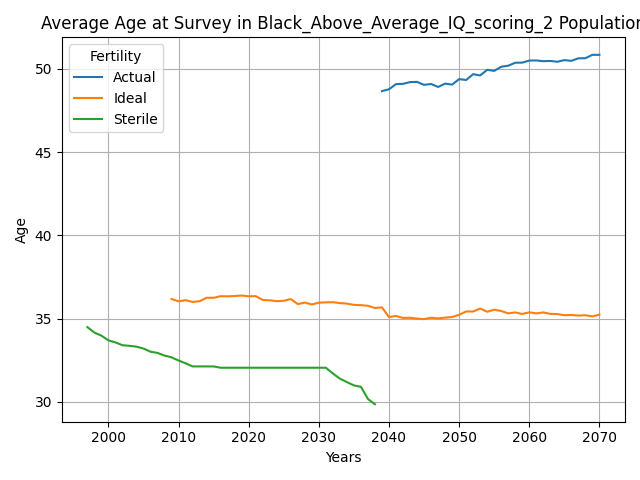 Average Age at Survey in Black_Above_Average_IQ_scoring_2 Population
Fertility
Actual
Ideal
Sterile
50
45
40
35
30
Age
2000 2010 2020 2030 2040 2050 2060 2070
Years